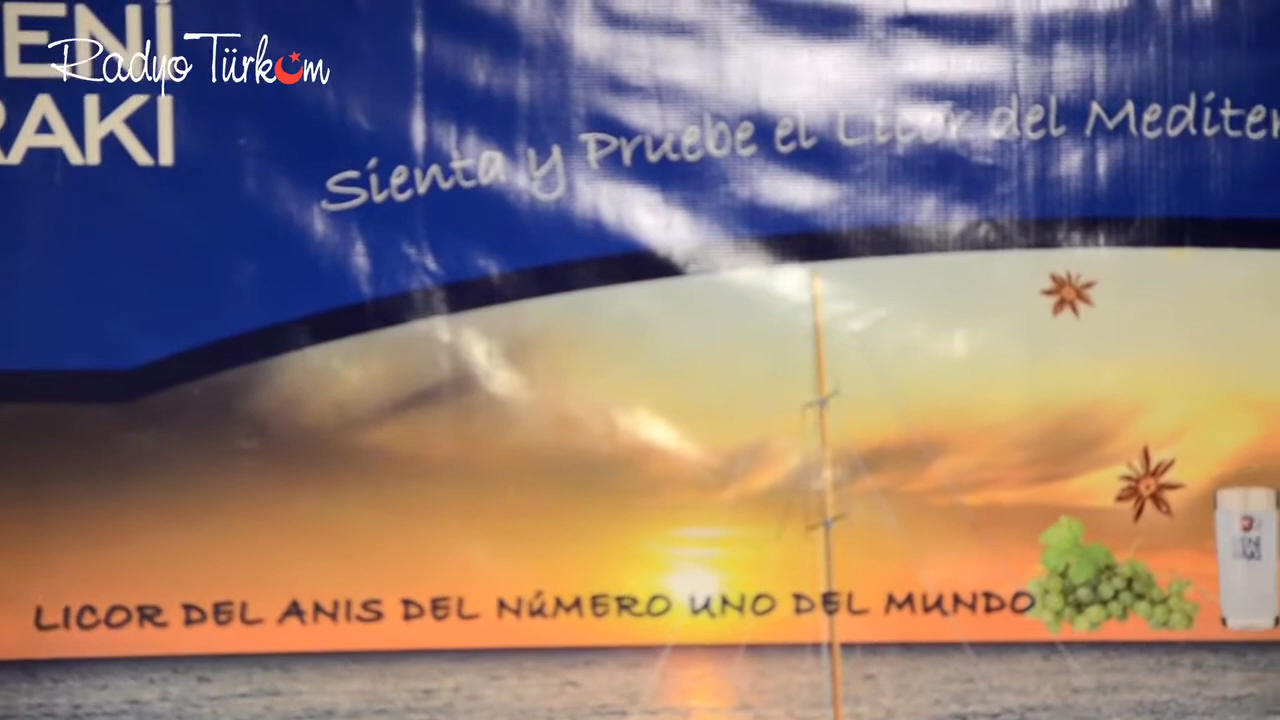 ENİ
RAKI
Radyo Türkom
Sienta y Pruebe el Licor del Mediter
LICOR DEL ANIS DEL NÚMERO UNO DEL MUNDO